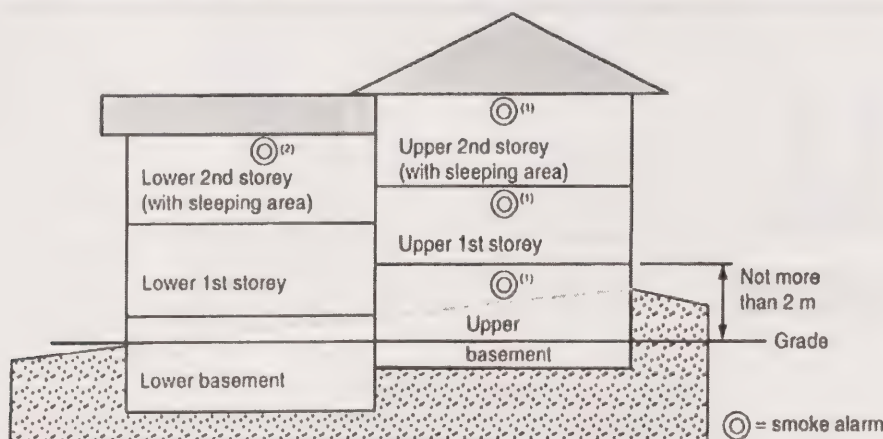 (1)
(2)
Upper 2nd storey
(with sleeping area)
Lower 2nd storey
(with sleeping area)
(1)
Upper 1st storey
Lower 1st storey
(1)
Not more
than 2 m
Upper
Grade
basement
Lower basement
= smoke alarm